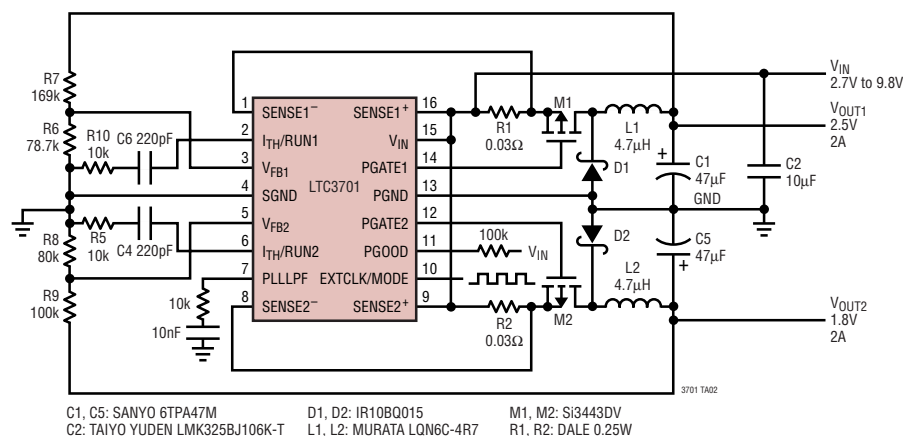 R7
169k
R6
78.7k
R10
10k
C6 220pF
R8
80k
R5
10k
C4 220pF
R9
100k
10k
10nF
1
SENSE1−
2
ITH/RUN1
3
VFB1
4
SGND
5
VFB2
6
ITH/RUN2
7
PLLLPF
8
SENSE2−
LTC3701
SENSE1+
16
VIN
15
PGATE1
14
PGND
13
PGATE2
12
PGOOD
11
EXTCLK/MODE
10
SENSE2+
9
R1
0.03Ω
M1
L1
4.7µH
D1
+
C1
47µF
C2
10µF
GND
100k
VIN
D2
C5
47µF
+
L2
4.7µH
R2
0.03Ω
M2
VIN
2.7V to 9.8V
VOUT1
2.5V
2A
VOUT2
1.8V
2A
3701 TA02
C1, C5: SANYO 6TPA47M
C2: TAIYO YUDEN LMK325BJ106K-T
D1, D2: IR10BQ015
L1, L2: MURATA LQN6C-4R7
M1, M2: Si3443DV
R1, R2: DALE 0.25W